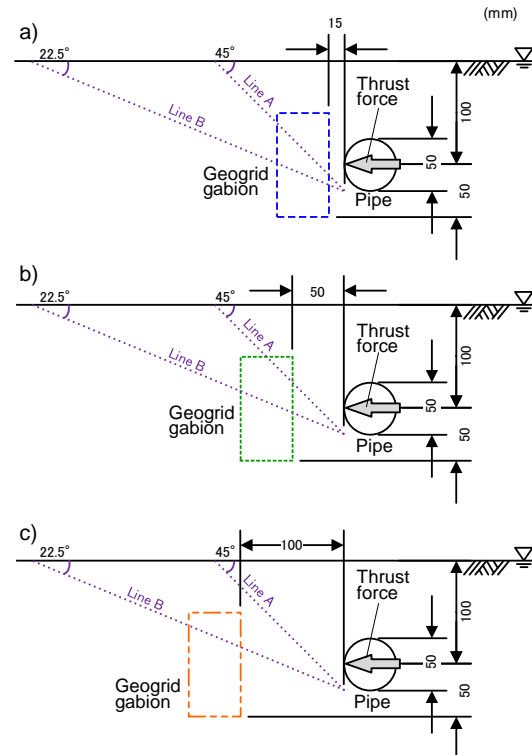 (mm)
a)
15
22.5°
45°
Line A
Line B
Thrust
force
100
50
50
Geogrid
gabion
Pipe
b)
50
22.5°
45°
Line A
Line B
Thrust
force
100
50
50
Geogrid
gabion
Pipe
c)
100
22.5°
45°
Line A
Line B
Thrust
force
100
50
50
Geogrid
gabion
Pipe